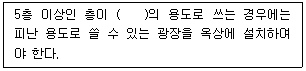 5층 이상인 층이 (   )의 용도로 쓰는 경우에는
피난 용도로 쓸 수 있는 광장을 옥상에 설치하여
야 한다.